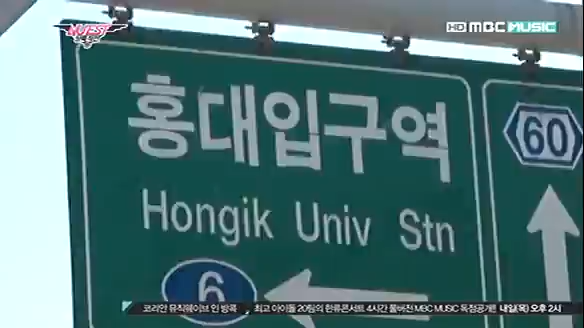 NU'EST
HD MBC MUSIC
홍대입구역
60
Hongik Univ Stn
6
코리안 뮤직웨이브 인 방콕 최고 아이돌 20팀의 한류콘서트 4시간 풀버전 MBC MUSIC 독점공개!! 내일(목) 오후 2시